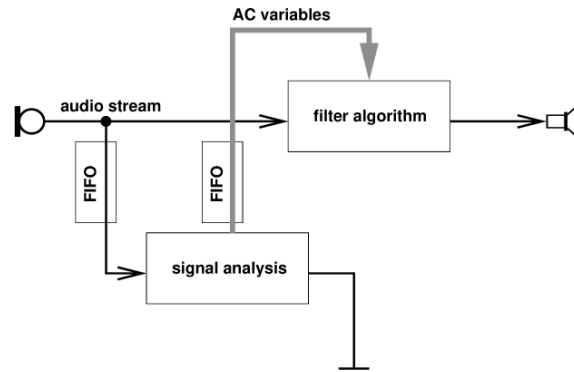 AC variables
audio stream
filter algorithm
FIFO
FIFO
signal analysis